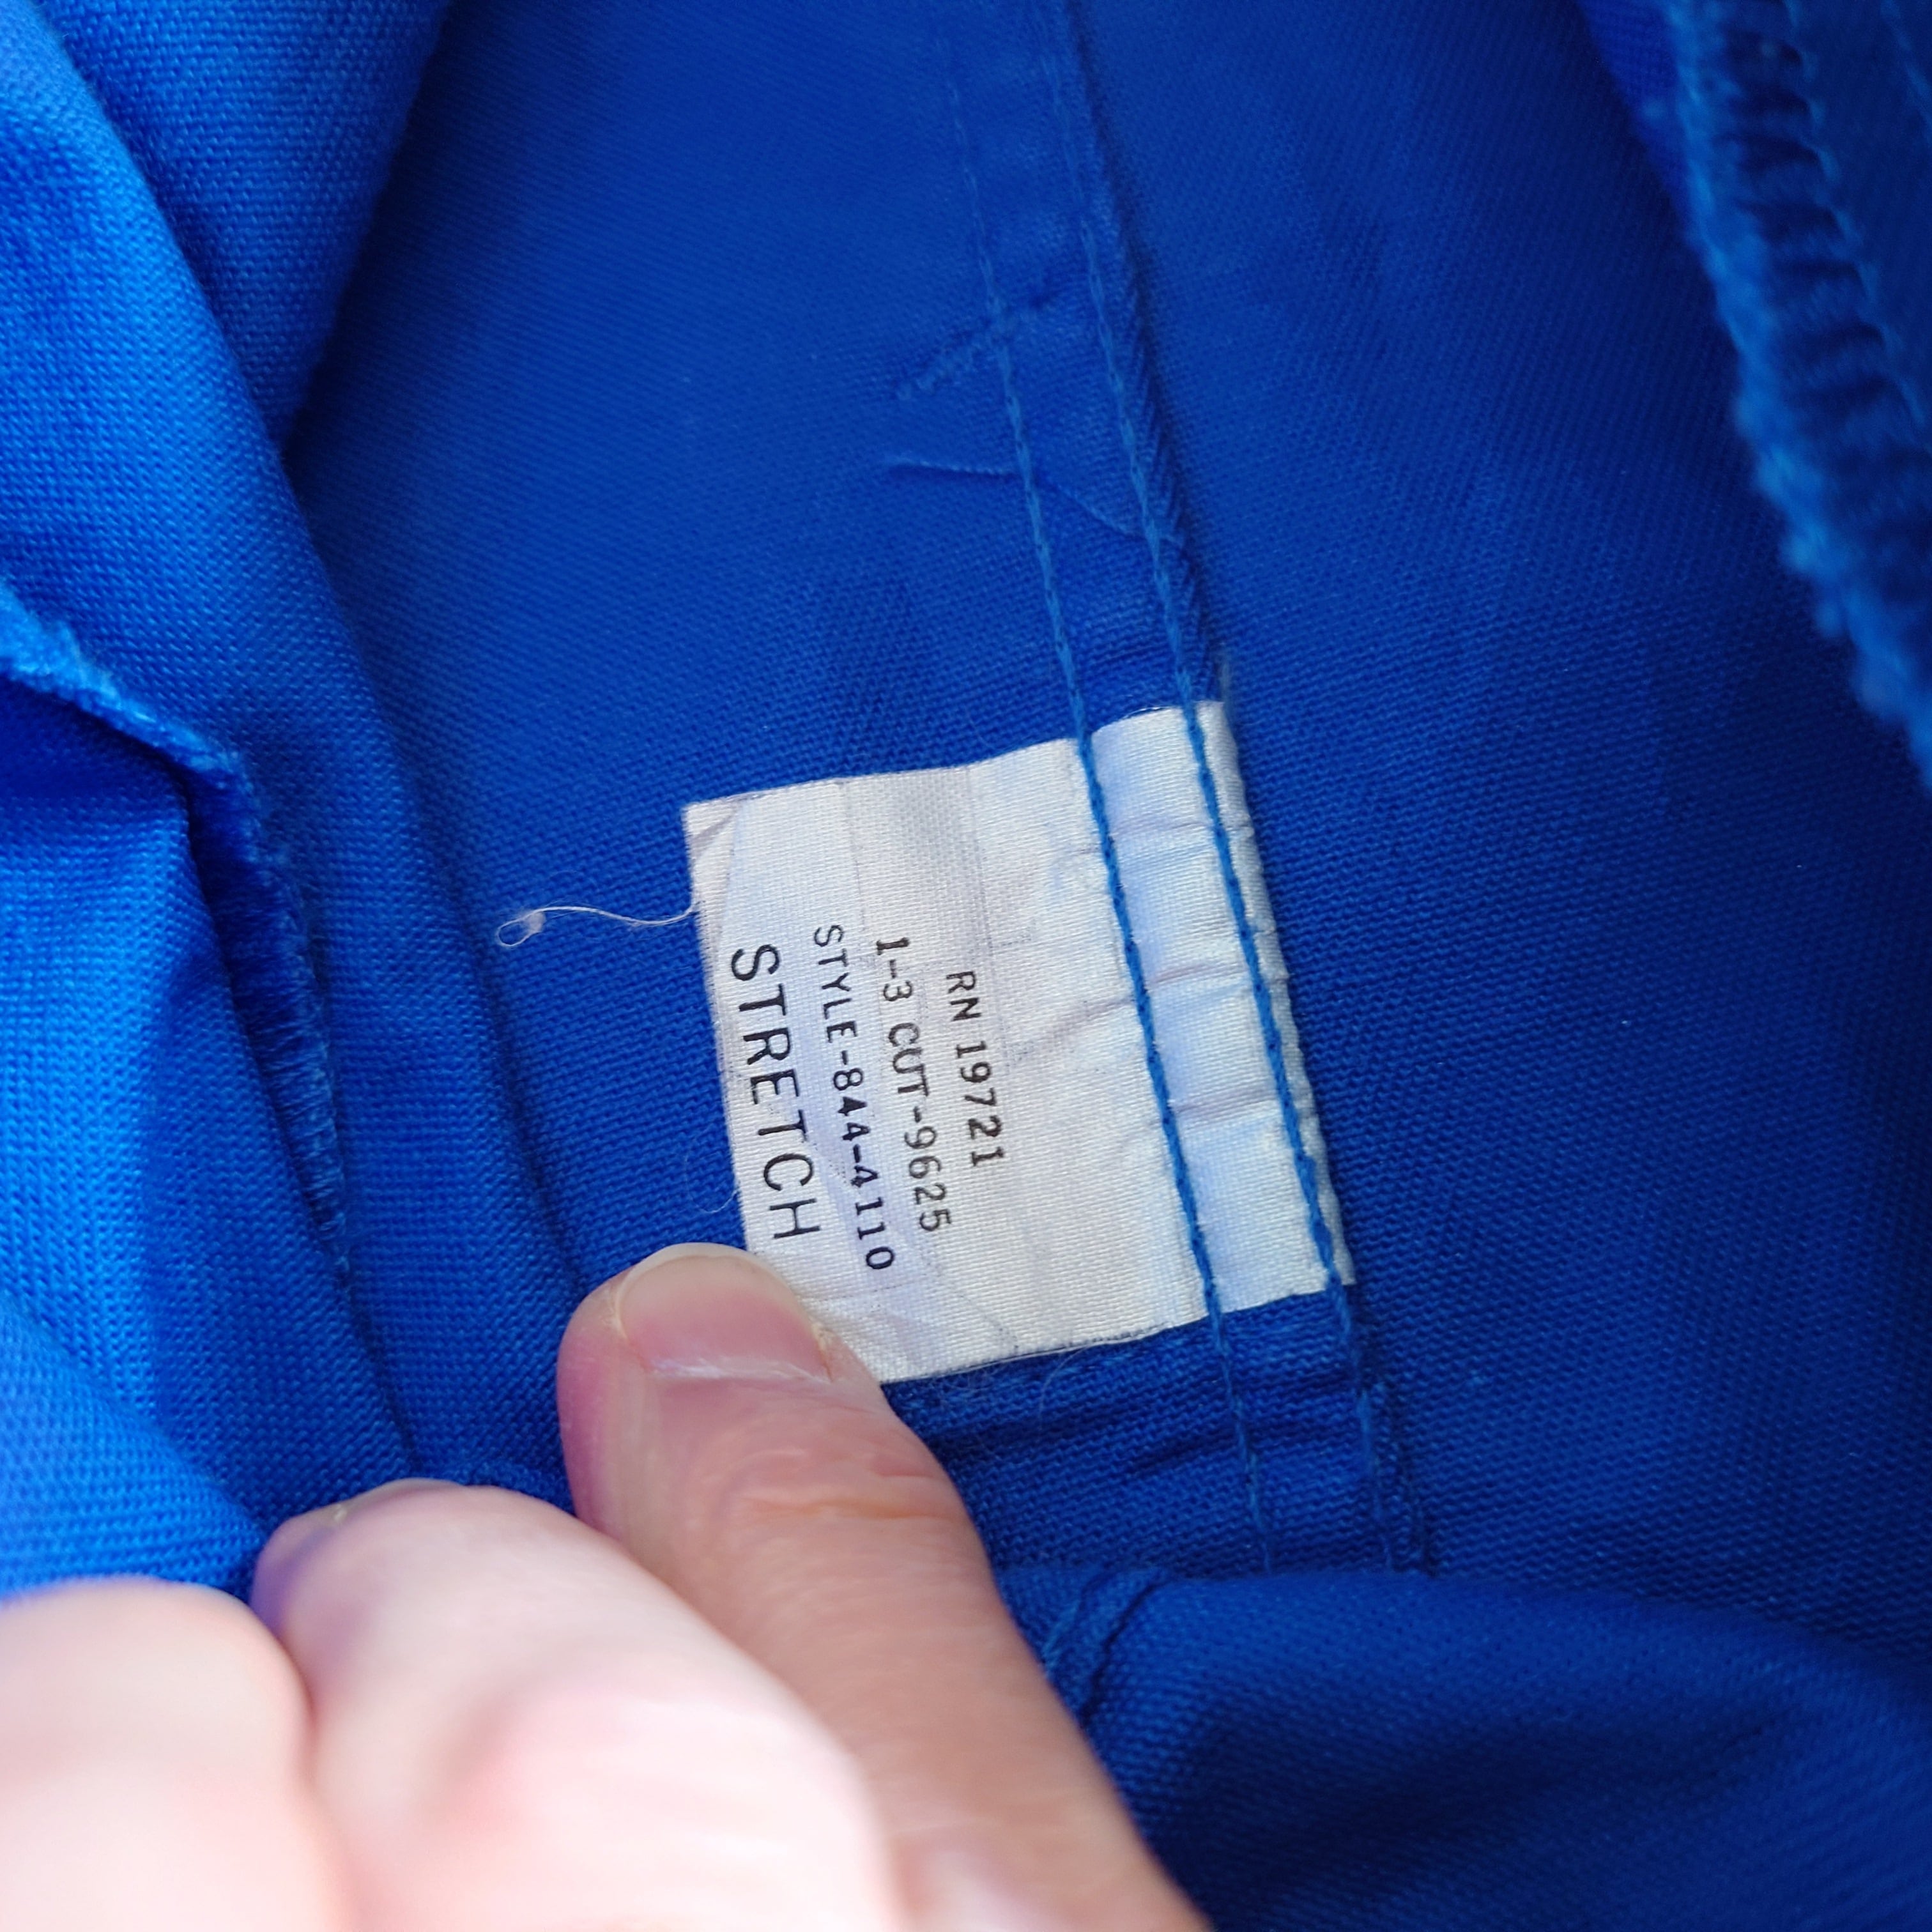 RN 19721
1-3 CUT-9625
STYLE-844-4110
STRETCH